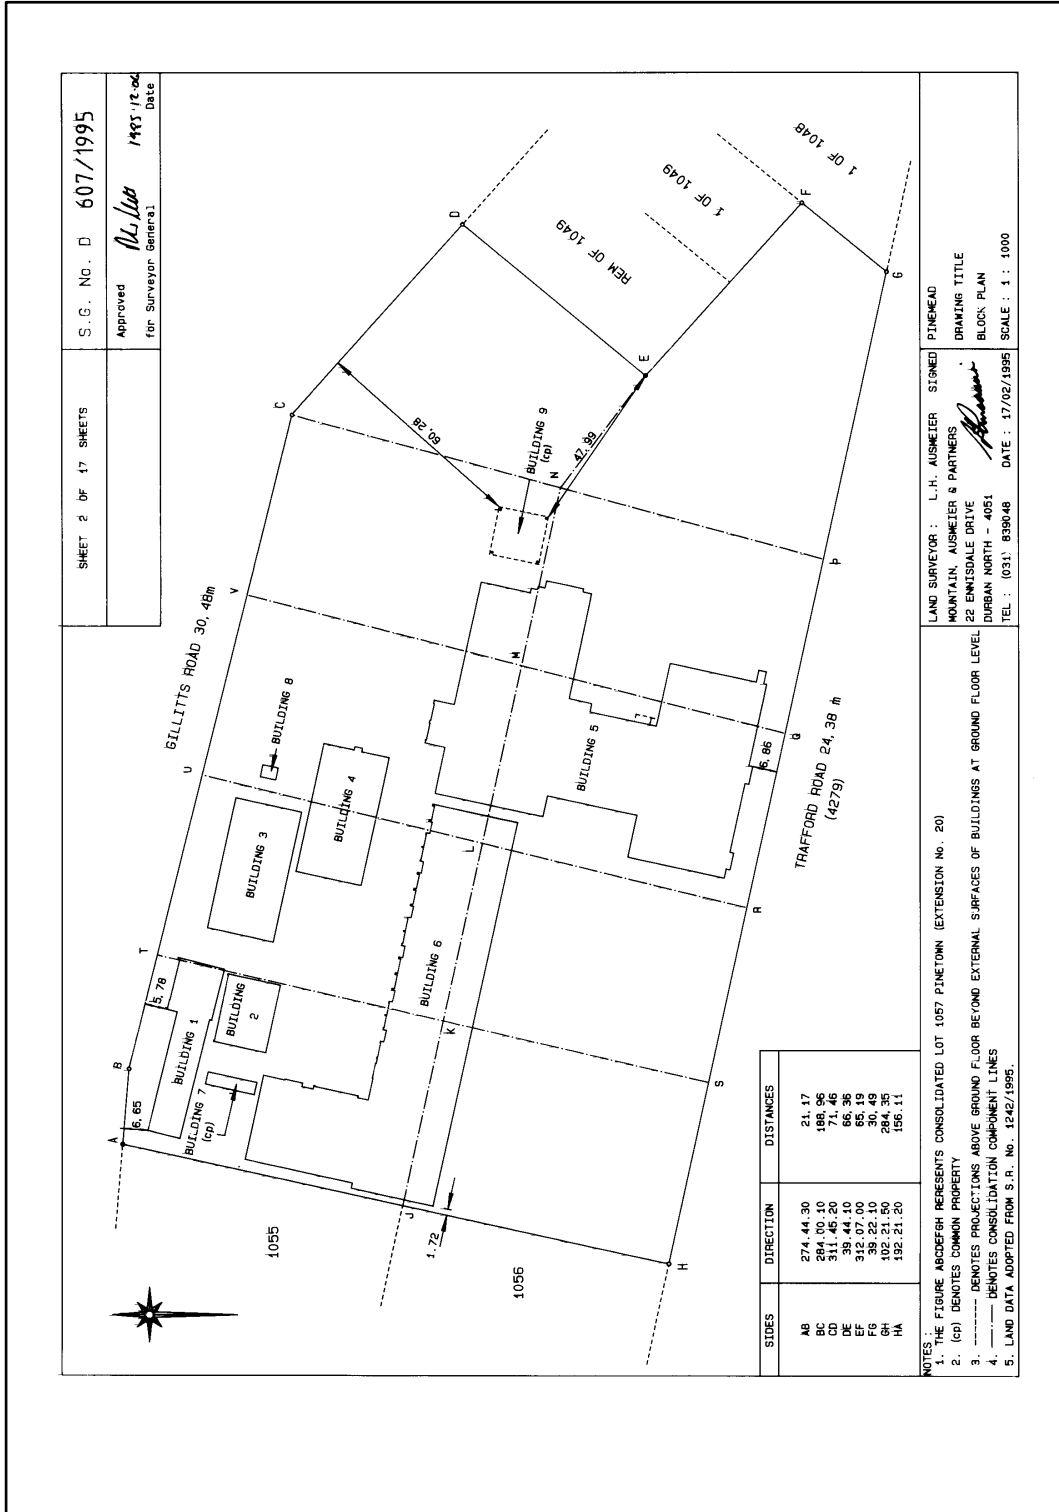 SHEET 2 OF 17 SHEETS
S.G. No. D 607/1995
Approved
for Surveyor General
1995.12.06
Date
GILLITTS ROAD 30,48m
A
B
T
U
V
C
D
E
F
G
H
J
K
L
M
N
P
Q
R
S
6,65
5,78
BUILDING 1
BUILDING 2
BUILDING 3
BUILDING 4
BUILDING 5
BUILDING 6
BUILDING 7
(cp)
BUILDING 8
BUILDING 9
(cp)
60,28
47,99
6,86
1,72
1055
1056
REM OF 1049
1 OF 1049
1 OF 1048
TRAFFORD ROAD 24,38 m
(4279)
SIDES DIRECTION DISTANCES
AB 274.44.30 21,17
BC 284.00.10 188,96
CD 311.45.20 71,46
DE 39.44.10 66,36
EF 312.07.00 65,19
FG 39.22.10 30,49
GH 102.21.50 284,35
HA 192.21.20 156,11
NOTES :
1. THE FIGURE ABCDEFGH REPRESENTS CONSOLIDATED LOT 1057 PINETOWN (EXTENSION No. 20)
2. (cp) DENOTES COMMON PROPERTY
3. ------- DENOTES PROJECTIONS ABOVE GROUND FLOOR BEYOND EXTERNAL SURFACES OF BUILDINGS AT GROUND FLOOR LEVEL
4. —·— DENOTES CONSOLIDATION COMPONENT LINES
5. LAND DATA ADOPTED FROM S.R. No. 1242/1995.
LAND SURVEYOR : L.H. AUSMEIER SIGNED
MOUNTAIN, AUSMEIER & PARTNERS
22 ENNISDALE DRIVE
DURBAN NORTH - 4051
TEL : (031) 839048 DATE : 17/02/1995
PINEMEAD
DRAWING TITLE
BLOCK PLAN
SCALE : 1 : 1000